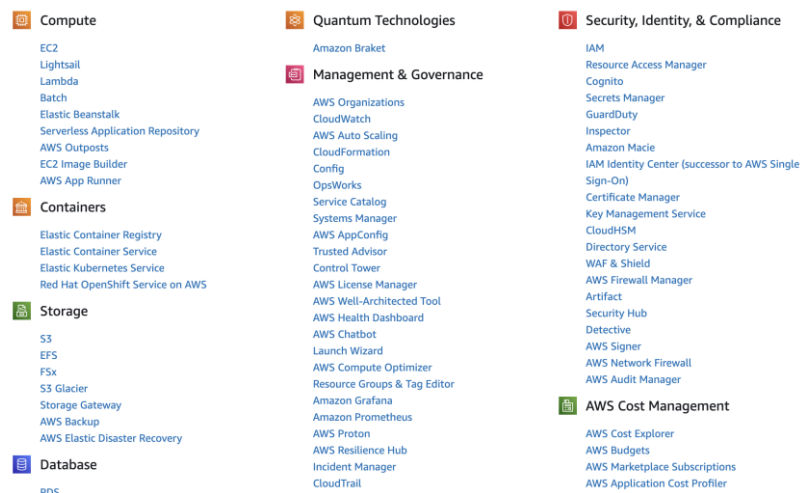 Compute
EC2
Lightsail
Lambda
Batch
Elastic Beanstalk
Serverless Application Repository
AWS Outposts
EC2 Image Builder
AWS App Runner
Containers
Elastic Container Registry
Elastic Container Service
Elastic Kubernetes Service
Red Hat OpenShift Service on AWS
Storage
S3
EFS
FSx
S3 Glacier
Storage Gateway
AWS Backup
AWS Elastic Disaster Recovery
Database
RDS
Quantum Technologies
Amazon Braket
Management & Governance
AWS Organizations
CloudWatch
AWS Auto Scaling
CloudFormation
Config
OpsWorks
Service Catalog
Systems Manager
AWS AppConfig
Trusted Advisor
Control Tower
AWS License Manager
AWS Well-Architected Tool
AWS Health Dashboard
AWS Chatbot
Launch Wizard
AWS Compute Optimizer
Resource Groups & Tag Editor
Amazon Grafana
Amazon Prometheus
AWS Proton
AWS Resilience Hub
Incident Manager
CloudTrail
Security, Identity, & Compliance
IAM
Resource Access Manager
Cognito
Secrets Manager
GuardDuty
Inspector
Amazon Macie
IAM Identity Center (successor to AWS Single
Sign-On)
Certificate Manager
Key Management Service
CloudHSM
Directory Service
WAF & Shield
AWS Firewall Manager
Artifact
Security Hub
Detective
AWS Signer
AWS Network Firewall
AWS Audit Manager
AWS Cost Management
AWS Cost Explorer
AWS Budgets
AWS Marketplace Subscriptions
AWS Application Cost Profiler